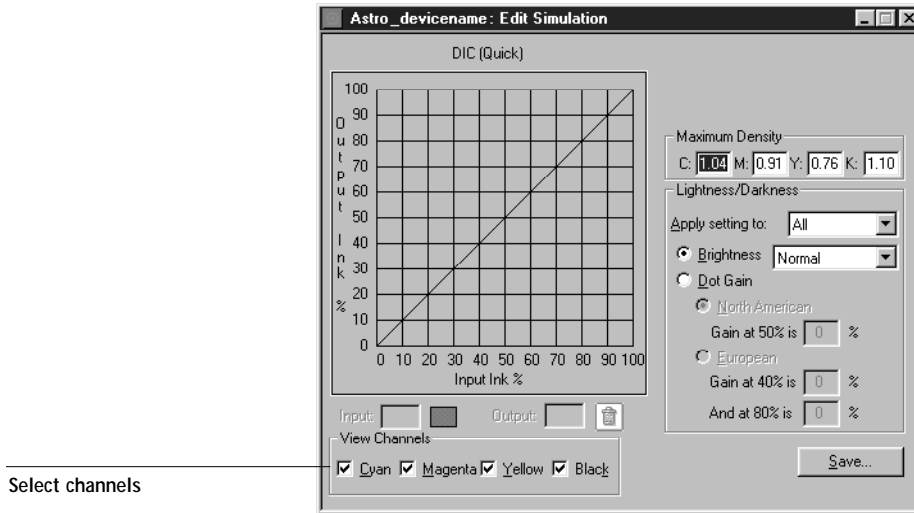 Astro_devicename: Edit Simulation
DIC (Quick)
Output Ink %
100
90
80
70
60
50
40
30
20
10
0
0 10 20 30 40 50 60 70 80 90 100
Input Ink %
Input: Output:
View Channels
Cyan Magenta Yellow Black
Maximum Density
C: 1.04 M: 0.91 Y: 0.76 K: 1.10
Lightness/Darkness
Apply setting to: All
Brightness Normal
Dot Gain
North American
Gain at 50% is 0 %
European
Gain at 40% is 0 %
And at 80% is 0 %
Save...
Select channels